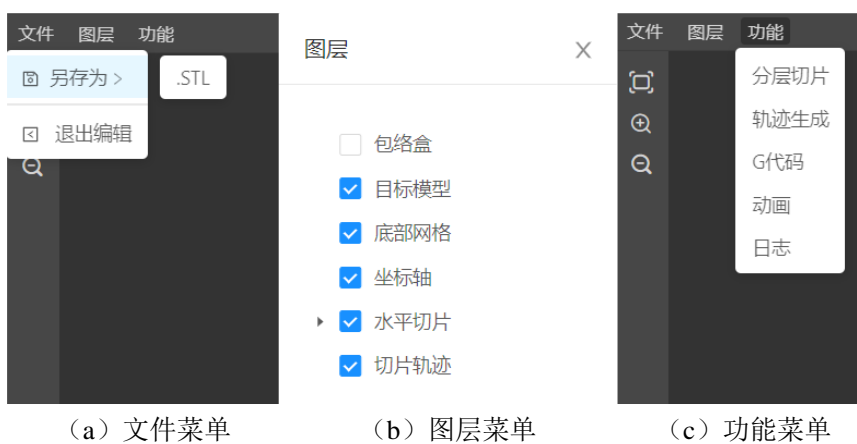 文件 图层 功能
另存为 >
.STL
退出编辑
图层
X
包络盒
目标模型
底部网格
坐标轴
水平切片
切片轨迹
文件 图层 功能
分层切片
轨迹生成
G代码
动画
日志
（a）文件菜单
（b）图层菜单
（c）功能菜单